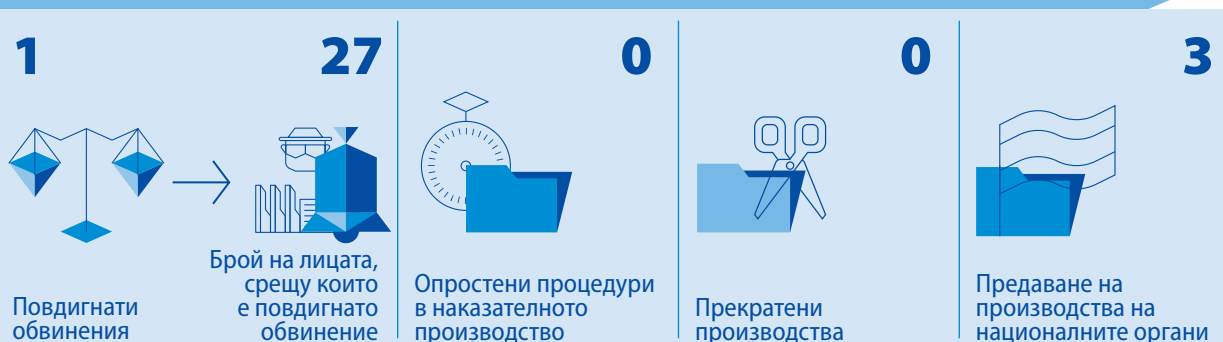 1
Повдигнати
обвинения
27
Брой на лицата,
срещу които
е повдигнато
обвинение
0
Опростени процедури
в наказателното
производство
0
Прекратени
производства
3
Предаване на
производства на
националните органи